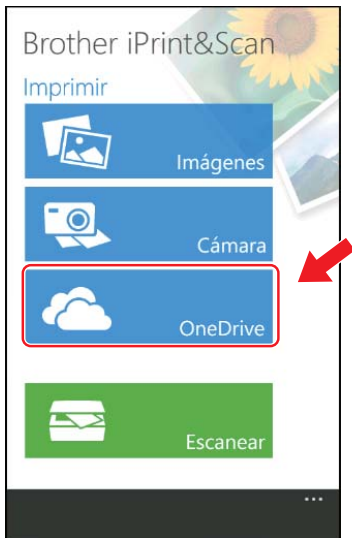 Brother iPrint&Scan
Imprimir
Imágenes
Cámara
OneDrive
Escanear
...